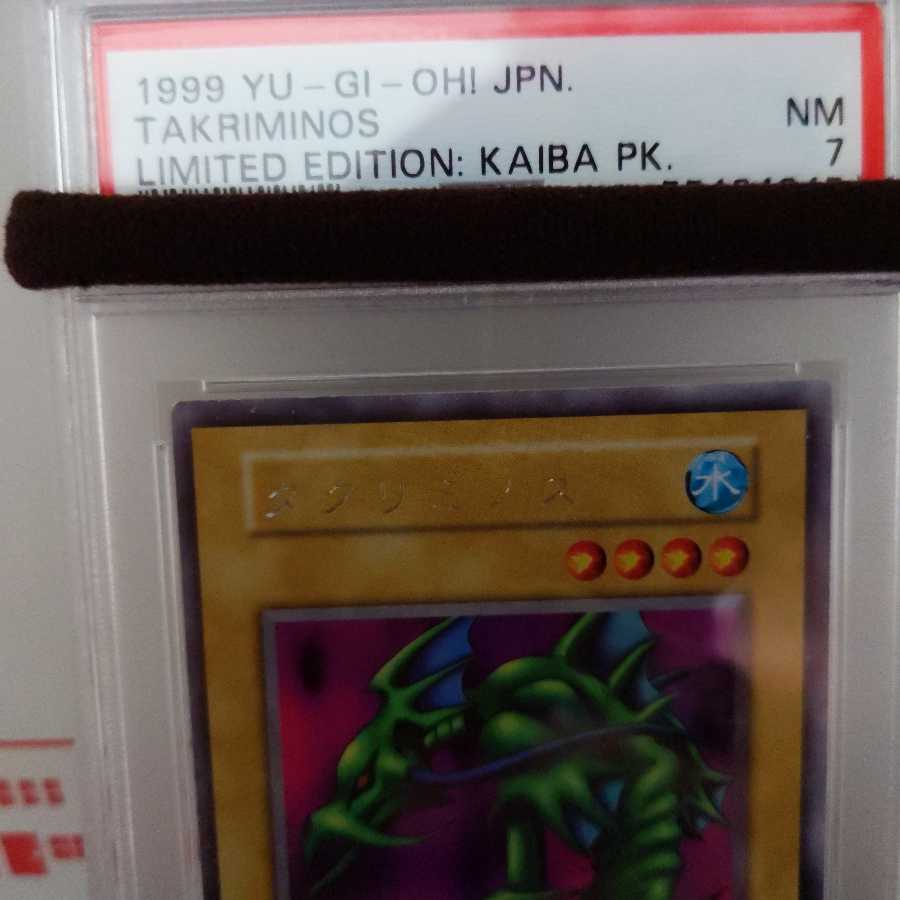 1999 YU-GI-OH! JPN.
TAKRIMINOS
NM
LIMITED EDITION: KAIBA PK.
7
タクリミノス
水